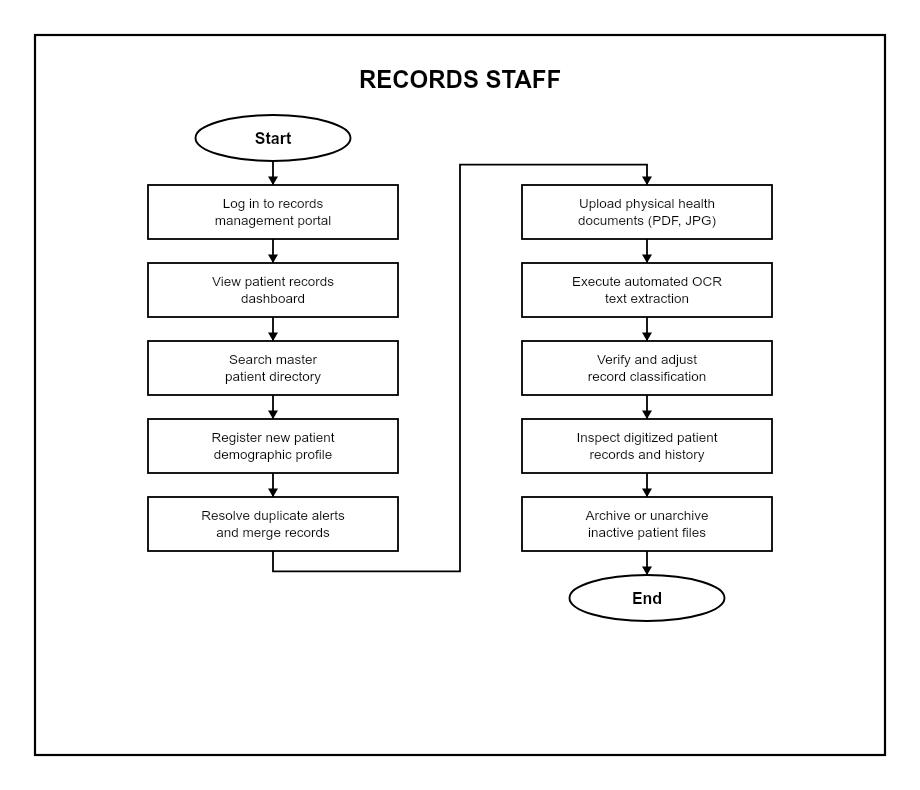 RECORDS STAFF
Start
Log in to records
management portal
View patient records
dashboard
Search master
patient directory
Register new patient
demographic profile
Resolve duplicate alerts
and merge records
Upload physical health
documents (PDF, JPG)
Execute automated OCR
text extraction
Verify and adjust
record classification
Inspect digitized patient
records and history
Archive or unarchive
inactive patient files
End